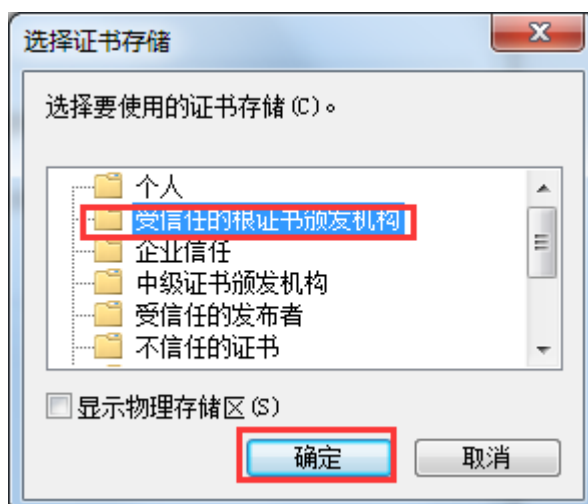 选择证书存储
选择要使用的证书存储(C)。
个人
受信任的根证书颁发机构
企业信任
中级证书颁发机构
受信任的发布者
不信任的证书
显示物理存储区(S)
确定
取消